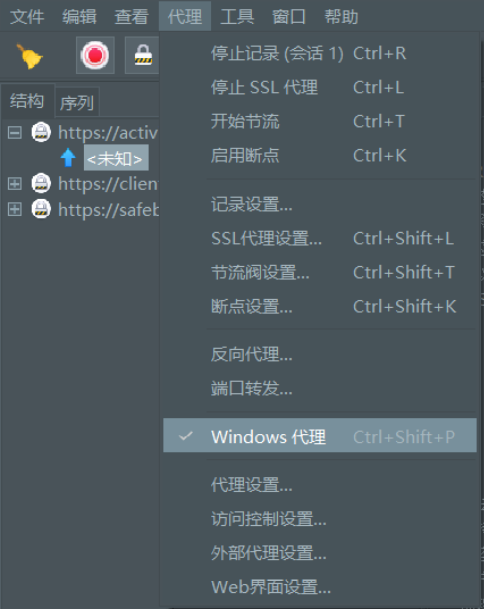 文件 编辑 查看 代理 工具 窗口 帮助
结构 序列
https://activ
<未知>
https://clien
https://safeb
停止记录 (会话 1) Ctrl+R
停止 SSL 代理 Ctrl+L
开始节流 Ctrl+T
启用断点 Ctrl+K
记录设置...
SSL代理设置... Ctrl+Shift+L
节流阀设置... Ctrl+Shift+T
断点设置... Ctrl+Shift+K
反向代理...
端口转发...
Windows 代理 Ctrl+Shift+P
代理设置...
访问控制设置...
外部代理设置...
Web界面设置...